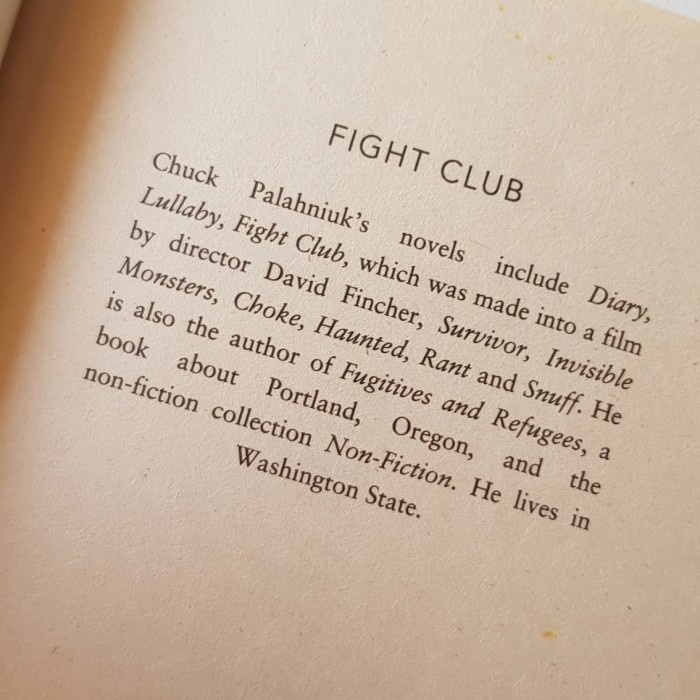 FIGHT CLUB
Chuck Palahniuk's novels include Diary,
Lullaby, Fight Club, which was made into a film
by director David Fincher, Survivor, Invisible
Monsters, Choke, Haunted, Rant and Snuff. He
is also the author of Fugitives and Refugees, a
book about Portland, Oregon, and the
non-fiction collection Non-Fiction. He lives in
Washington State.